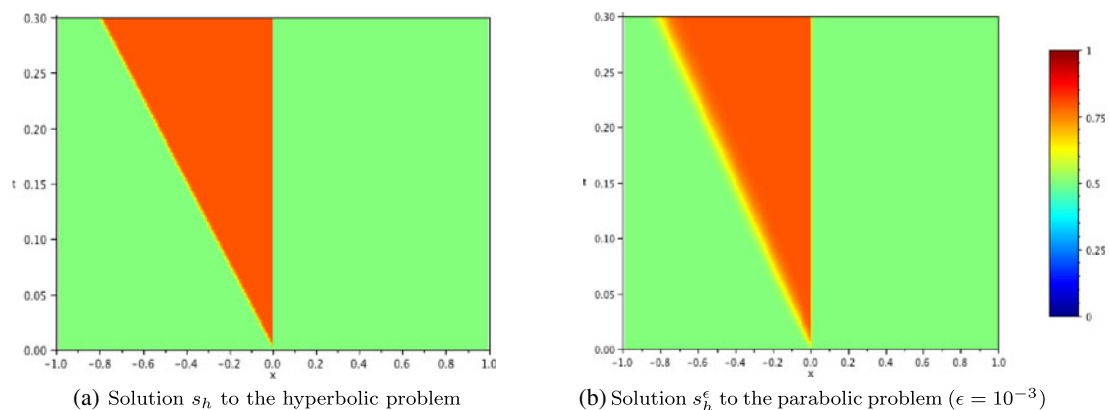 0.30
0.25
0.20
0.15
0.10
0.05
0.00
t
-1.0 -0.8 -0.6 -0.4 -0.2 0.0 0.2 0.4 0.6 0.8 1.0
x
(a) Solution s_h to the hyperbolic problem
0.30
0.25
0.20
0.15
0.10
0.05
0.00
t
-1.0 -0.8 -0.6 -0.4 -0.2 0.0 0.2 0.4 0.6 0.8 1.0
x
1
0.75
0.5
0.25
0
(b) Solution s_h^ϵ to the parabolic problem (ϵ = 10^{-3})